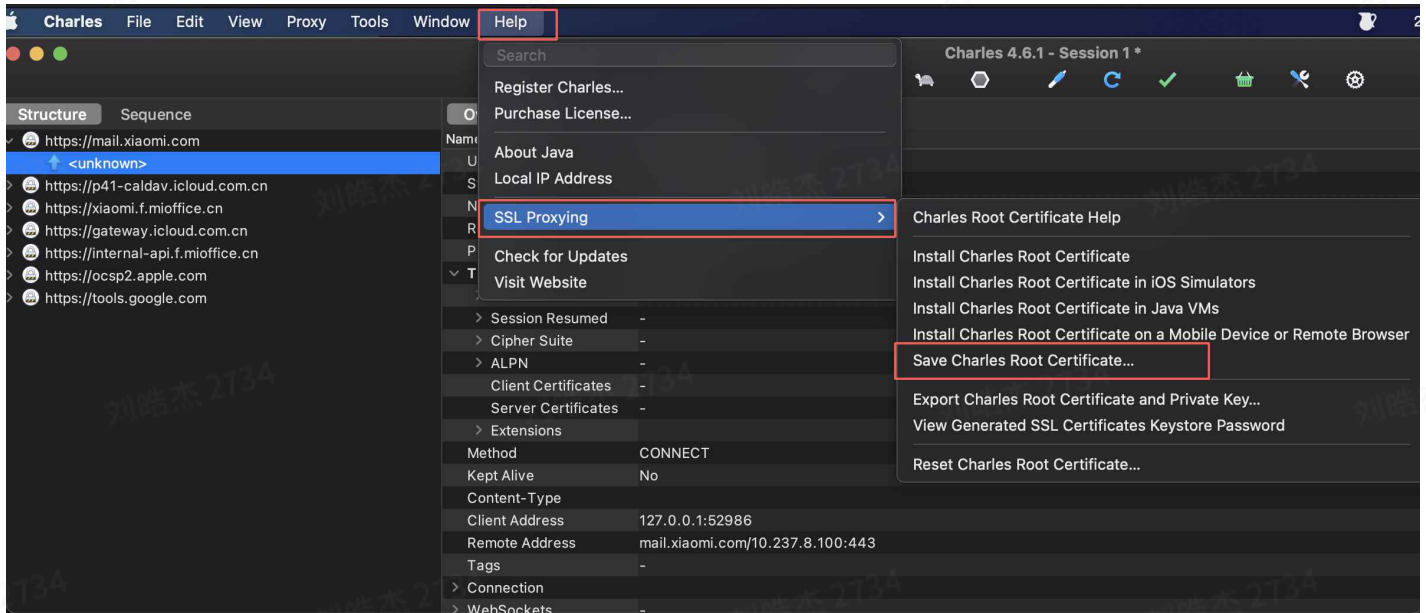 Charles File Edit View Proxy Tools Window Help
Search
Charles 4.6.1 - Session 1 *
Register Charles...
Purchase License...
Structure Sequence
https://mail.xiaomi.com
Name
About Java
<unknown>
U
Local IP Address
https://p41-caldav.icloud.com.cn
S
https://xiaomi.f.mioffice.cn
N
SSL Proxying
Charles Root Certificate Help
https://gateway.icloud.com.cn
R
https://internal-api.f.mioffice.cn
P
Check for Updates
Install Charles Root Certificate
https://ocsp2.apple.com
T
Visit Website
Install Charles Root Certificate in iOS Simulators
https://tools.google.com
Install Charles Root Certificate in Java VMs
Session Resumed -
Install Charles Root Certificate on a Mobile Device or Remote Browser
Cipher Suite -
ALPN -
Save Charles Root Certificate...
Client Certificates -
Export Charles Root Certificate and Private Key...
Server Certificates -
View Generated SSL Certificates Keystore Password
Extensions
Method CONNECT
Reset Charles Root Certificate...
Kept Alive No
Content-Type
Client Address 127.0.0.1:52986
Remote Address mail.xiaomi.com/10.237.8.100:443
Tags -
Connection
WebSockets -
刘皓杰 2734